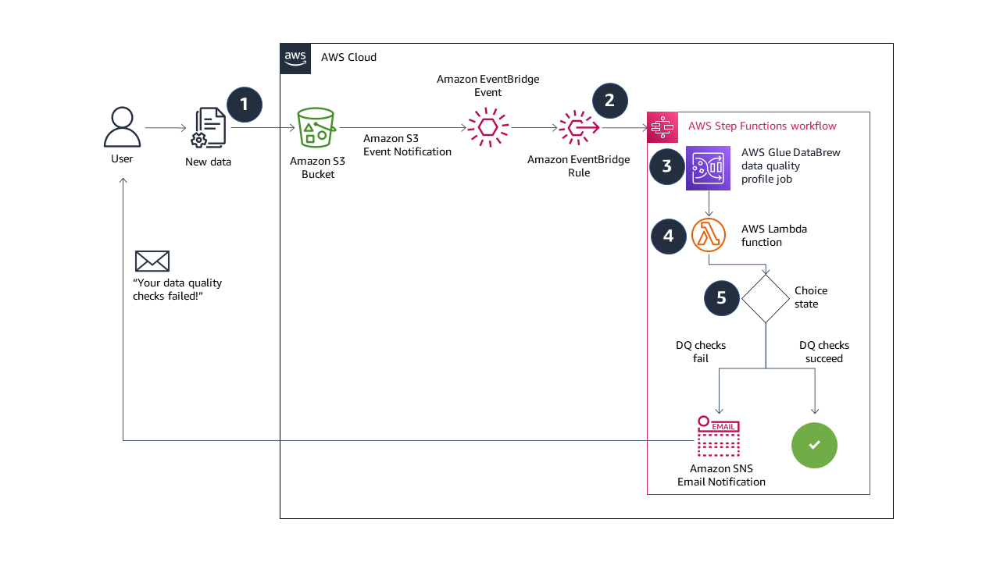 aws
AWS Cloud
Amazon EventBridge
Event
1
2
User
New data
Amazon S3
Bucket
Amazon S3
Event Notification
Amazon EventBridge
Rule
AWS Step Functions workflow
3
AWS Glue DataBrew
data quality
profile job
4
AWS Lambda
function
5
Choice
state
“Your data quality
checks failed!”
DQ checks
fail
DQ checks
succeed
EMAIL
Amazon SNS
Email Notification